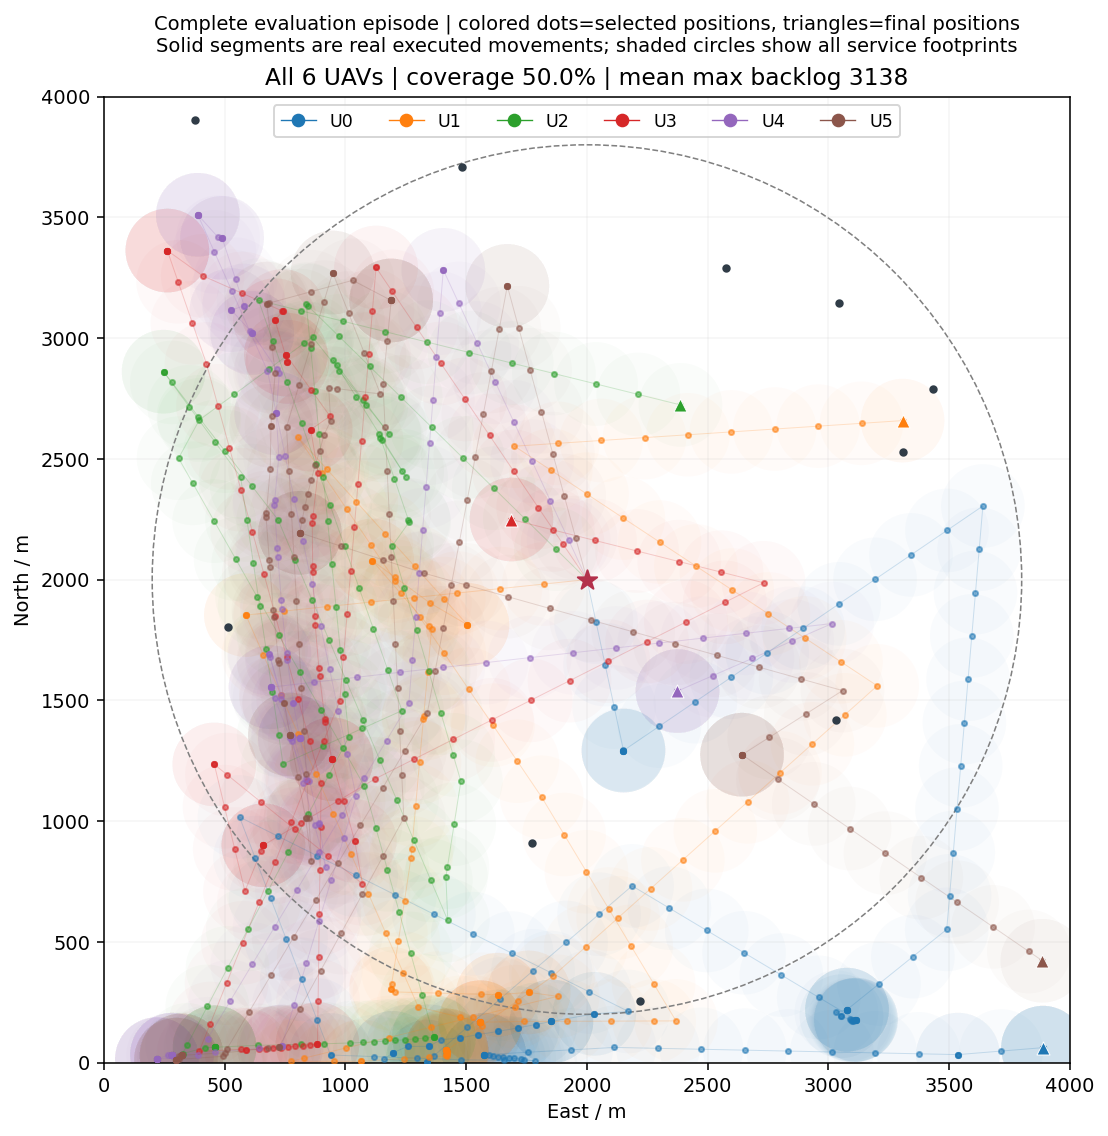 Complete evaluation episode | colored dots=selected positions, triangles=final positions
Solid segments are real executed movements; shaded circles show all service footprints
All 6 UAVs | coverage 50.0% | mean max backlog 3138
U0 U1 U2 U3 U4 U5
4000
3500
3000
2500
2000
1500
1000
500
0
North / m
0 500 1000 1500 2000 2500 3000 3500 4000
East / m